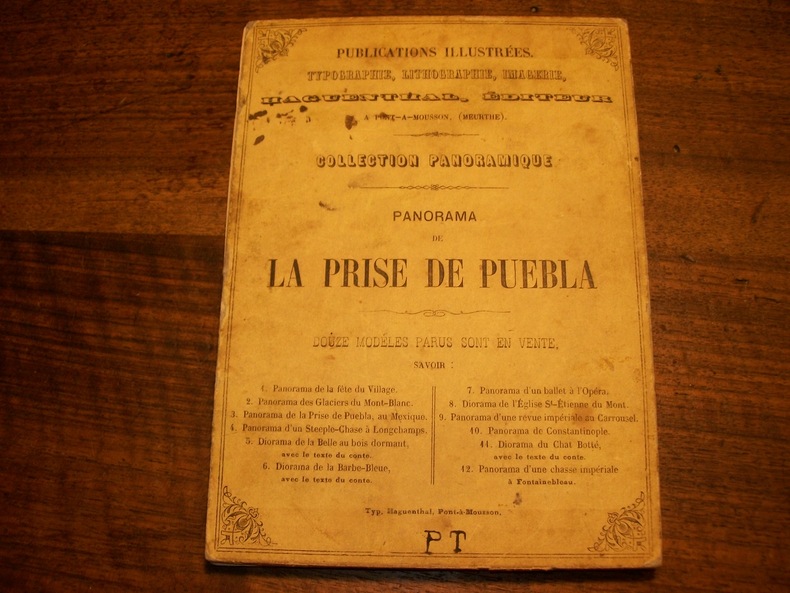 PUBLICATIONS ILLUSTRÉES.
TYPOGRAPHIE, LITHOGRAPHIE, IMAGERIE,
HAGUENTHAL, ÉDITEUR
A PONT-A-MOUSSON, (MEURTHE).
COLLECTION PANORAMIQUE
PANORAMA
DE
LA PRISE DE PUEBLA
DOUZE MODÈLES PARUS SONT EN VENTE,
SAVOIR :
1. Panorama de la fête du Village.
2. Panorama des Glaciers du Mont-Blanc.
3. Panorama de la Prise de Puebla, au Mexique.
4. Panorama d'un Steeple-Chase à Longchamps.
5. Diorama de la Belle au bois dormant,
avec le texte du conte.
6. Diorama de la Barbe-Bleue,
avec le texte du conte.
7. Panorama d'un ballet à l'Opéra.
8. Diorama de l'Église St-Étienne du Mont.
9. Panorama d'une revue impériale au Carrousel.
10. Panorama de Constantinople.
11. Diorama du Chat Botté,
avec le texte du conte.
12. Panorama d'une chasse impériale
à Fontainebleau.
Typ. Haguenthal, Pont-à-Mousson.
PT